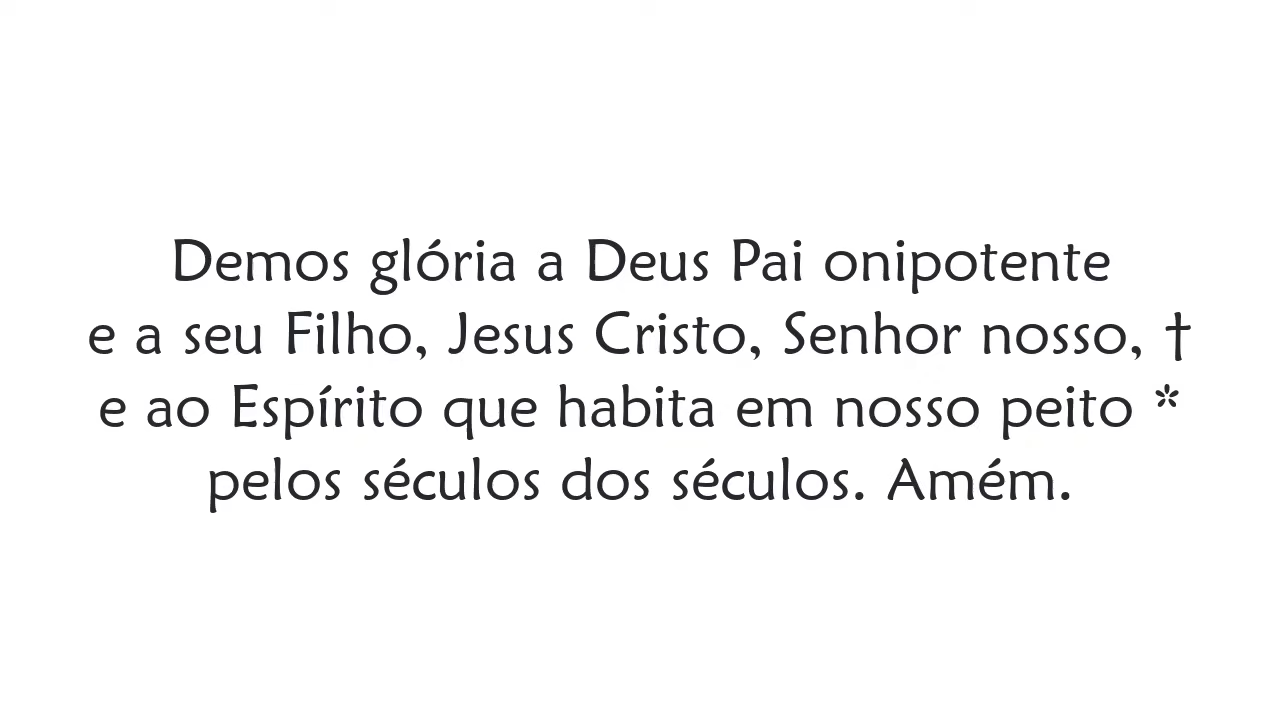 Demos glória a Deus Pai onipotente
e a seu Filho, Jesus Cristo, Senhor nosso, †
e ao Espírito que habita em nosso peito *
pelos séculos dos séculos. Amém.